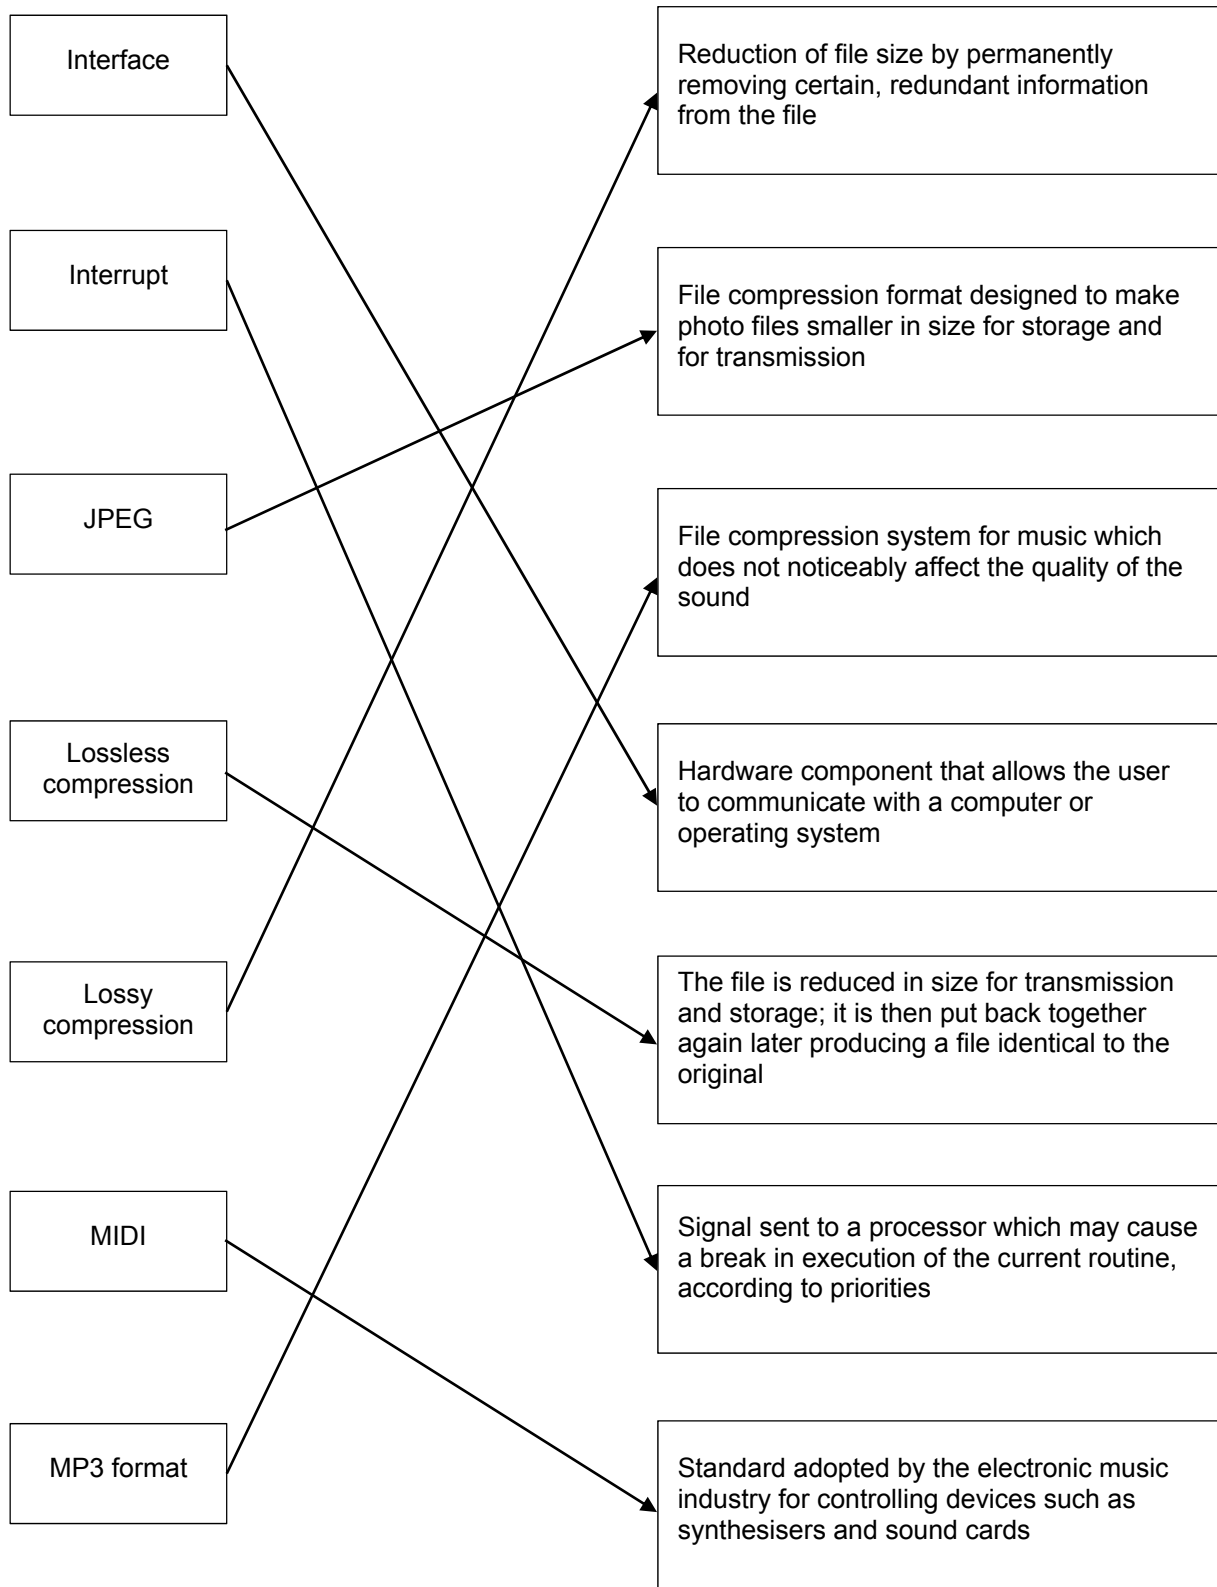 Interface
Reduction of file size by permanently
removing certain, redundant information
from the file
Interrupt
File compression format designed to make
photo files smaller in size for storage and
for transmission
JPEG
File compression system for music which
does not noticeably affect the quality of the
sound
Lossless
compression
Hardware component that allows the user
to communicate with a computer or
operating system
Lossy
compression
The file is reduced in size for transmission
and storage; it is then put back together
again later producing a file identical to the
original
MIDI
Signal sent to a processor which may cause
a break in execution of the current routine,
according to priorities
MP3 format
Standard adopted by the electronic music
industry for controlling devices such as
synthesisers and sound cards